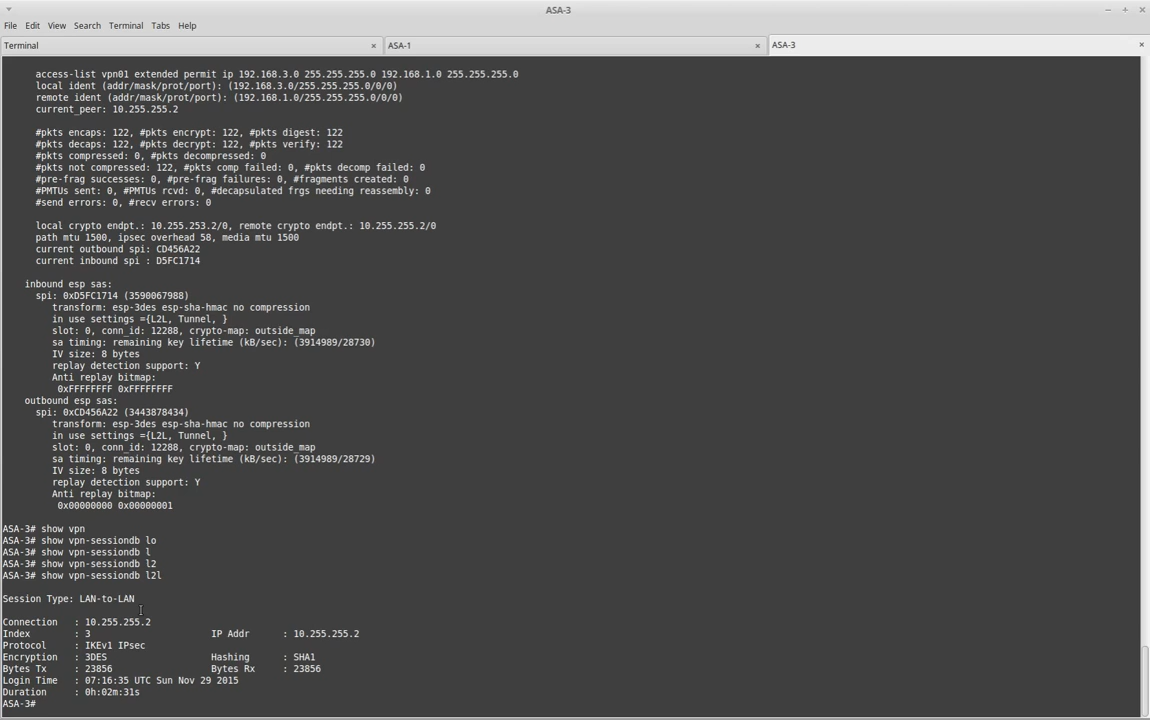 ASA-3
File Edit View Search Terminal Tabs Help
Terminal × ASA-1 × ASA-3 ×
access-list vpn01 extended permit ip 192.168.3.0 255.255.255.0 192.168.1.0 255.255.255.0
local ident (addr/mask/prot/port): (192.168.3.0/255.255.255.0/0/0)
remote ident (addr/mask/prot/port): (192.168.1.0/255.255.255.0/0/0)
current_peer: 10.255.255.2
#pkts encaps: 122, #pkts encrypt: 122, #pkts digest: 122
#pkts decaps: 122, #pkts decrypt: 122, #pkts verify: 122
#pkts compressed: 0, #pkts decompressed: 0
#pkts not compressed: 122, #pkts comp failed: 0, #pkts decomp failed: 0
#pre-frag successes: 0, #pre-frag failures: 0, #fragments created: 0
#PMTUs sent: 0, #PMTUs rcvd: 0, #decapsulated frgs needing reassembly: 0
#send errors: 0, #recv errors: 0
local crypto endpt.: 10.255.253.2/0, remote crypto endpt.: 10.255.255.2/0
path mtu 1500, ipsec overhead 58, media mtu 1500
current outbound spi: CD456A22
current inbound spi : D5FC1714
inbound esp sas:
spi: 0xD5FC1714 (3590067988)
transform: esp-3des esp-sha-hmac no compression
in use settings ={L2L, Tunnel, }
slot: 0, conn_id: 12288, crypto-map: outside_map
sa timing: remaining key lifetime (kB/sec): (3914989/28730)
IV size: 8 bytes
replay detection support: Y
Anti replay bitmap:
0xFFFFFFFF 0xFFFFFFFF
outbound esp sas:
spi: 0xCD456A22 (3443878434)
transform: esp-3des esp-sha-hmac no compression
in use settings ={L2L, Tunnel, }
slot: 0, conn_id: 12288, crypto-map: outside_map
sa timing: remaining key lifetime (kB/sec): (3914989/28729)
IV size: 8 bytes
replay detection support: Y
Anti replay bitmap:
0x00000000 0x00000001
ASA-3# show vpn
ASA-3# show vpn-sessiondb lo
ASA-3# show vpn-sessiondb l
ASA-3# show vpn-sessiondb l2
ASA-3# show vpn-sessiondb l2l
Session Type: LAN-to-LAN
Connection : 10.255.255.2
Index : 3 IP Addr : 10.255.255.2
Protocol : IKEv1 IPsec
Encryption : 3DES Hashing : SHA1
Bytes Tx : 23856 Bytes Rx : 23856
Login Time : 07:16:35 UTC Sun Nov 29 2015
Duration : 0h:02m:31s
ASA-3#